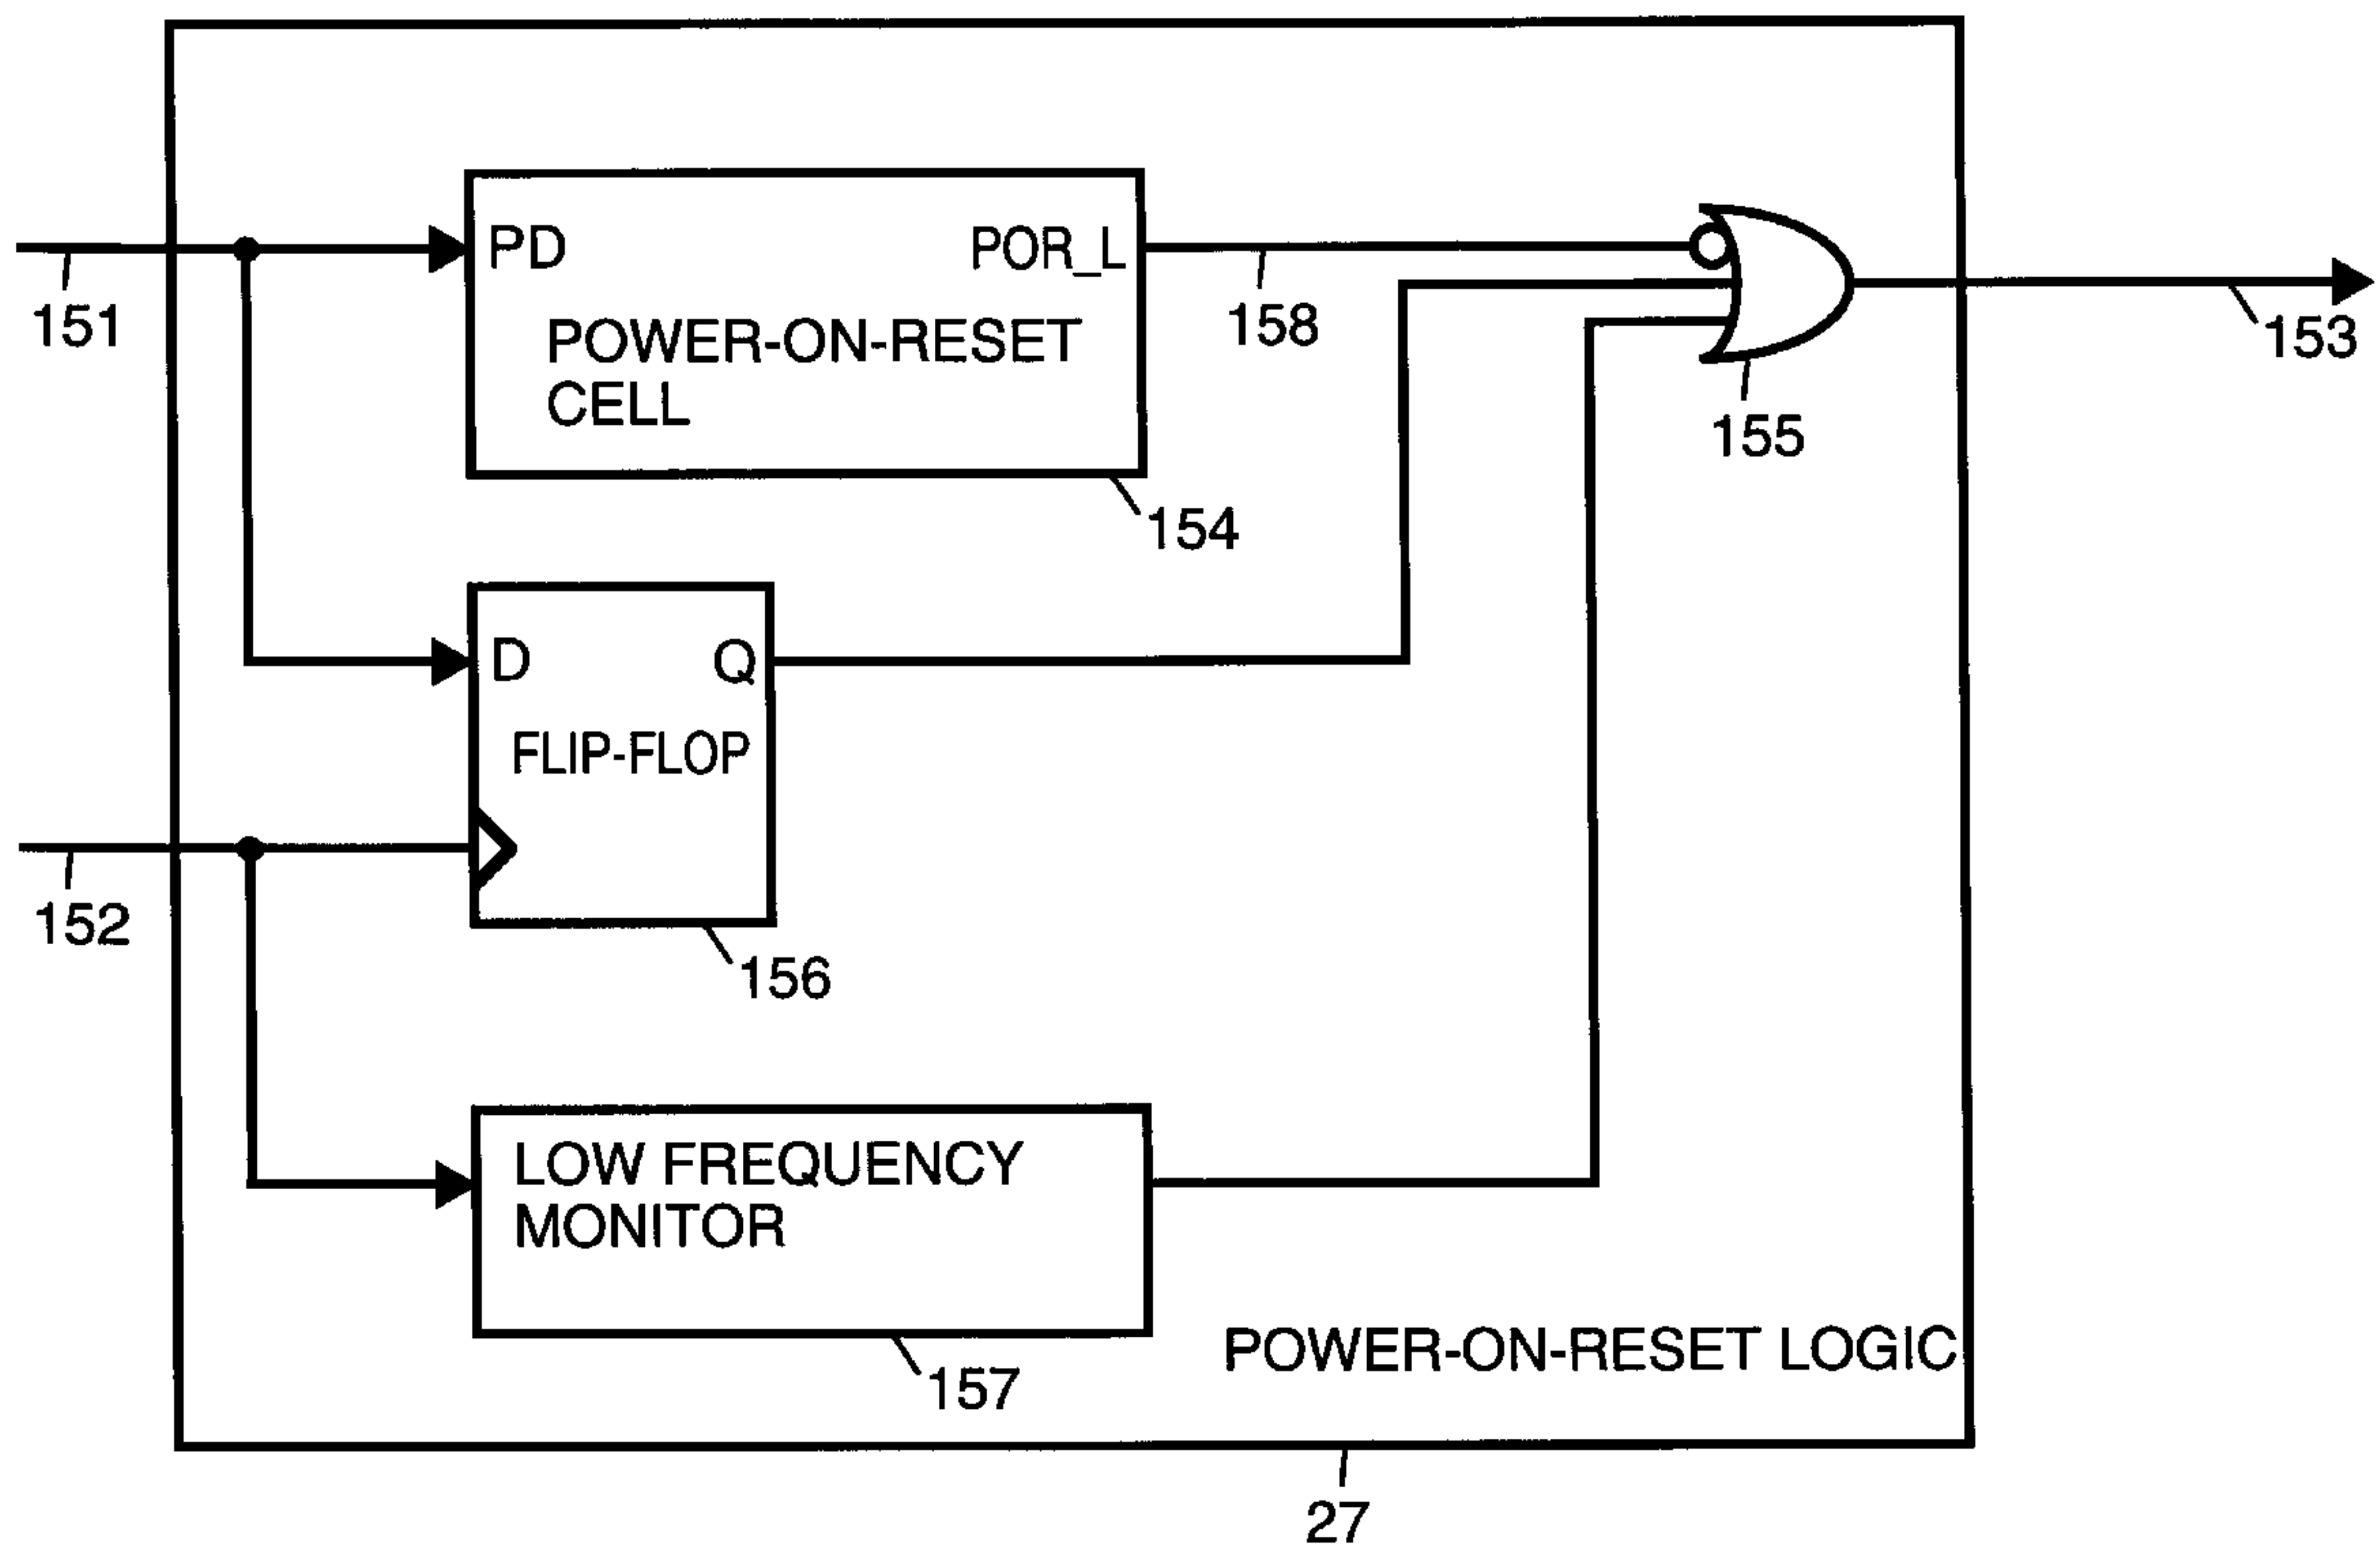 PD
POR_L
151
158
153
POWER-ON-RESET
CELL
155
154
D
Q
FLIP-FLOP
152
156
LOW FREQUENCY
MONITOR
157
POWER-ON-RESET LOGIC
27